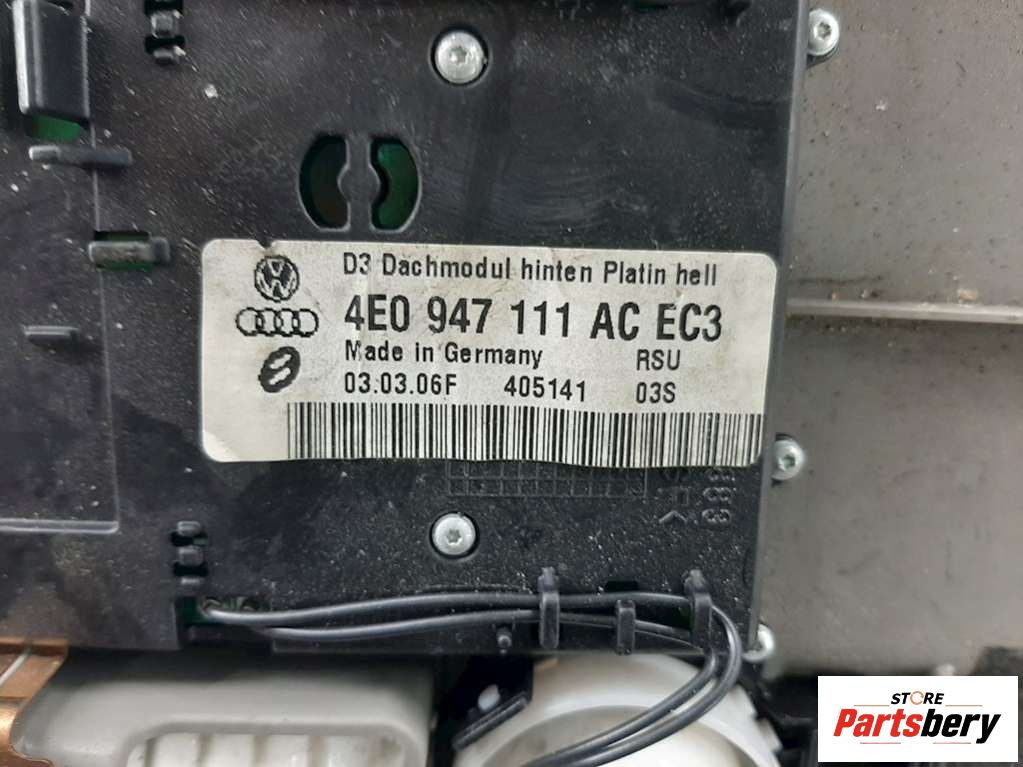 D3 Dachmodul hinten Platin hell
4E0 947 111 AC EC3
Made in Germany RSU
03.03.06F 405141 03S
STORE
Partsbery